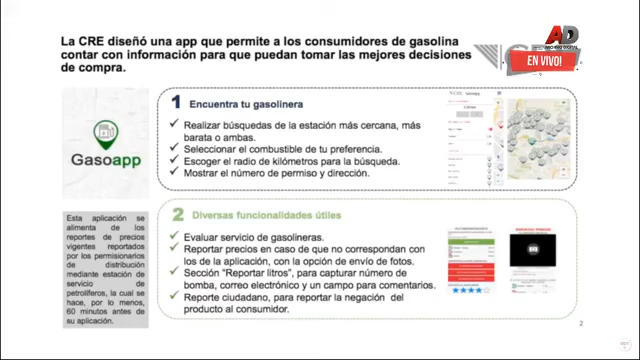 La CRE diseñó una app que permite a los consumidores de gasolina
contar con información para que puedan tomar las mejores decisiones
de compra.
AD
EN VIVO!
Gasoapp
1 Encuentra tu gasolinera
✓ Realizar búsquedas de la estación más cercana, más
barata o ambas.
✓ Seleccionar el combustible de tu preferencia.
✓ Escoger el radio de kilómetros para la búsqueda.
✓ Mostrar el número de permiso y dirección.
Esta aplicación se
alimenta de los
reportes de precios
vigentes reportados
por los permisionarios
de distribución
mediante estación de
servicio de
petrolíferos, la cual se
hace, por lo menos,
60 minutos antes de
su aplicación.
2 Diversas funcionalidades útiles
✓ Evaluar servicio de gasolineras.
✓ Reportar precios en caso de que no correspondan con
los de la aplicación, con la opción de envío de fotos.
✓ Sección "Reportar litros", para capturar número de
bomba, correo electrónico y un campo para comentarios.
✓ Reporte ciudadano, para reportar la negación del
producto al consumidor.
2